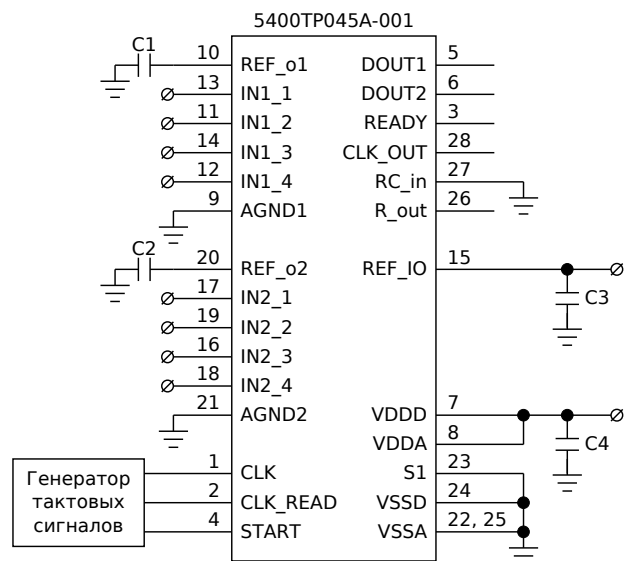 5400TP045A-001
C1
10 REF_o1
13 IN1_1
11 IN1_2
14 IN1_3
12 IN1_4
9 AGND1
C2
20 REF_o2
17 IN2_1
19 IN2_2
16 IN2_3
18 IN2_4
21 AGND2
1 CLK
2 CLK_READ
4 START
Генератор
тактовых
сигналов
DOUT1 5
DOUT2 6
READY 3
CLK_OUT 28
RC_in 27
R_out 26
REF_IO 15
C3
VDDD 7
VDDA 8
C4
S1 23
VSSD 24
VSSA 22, 25